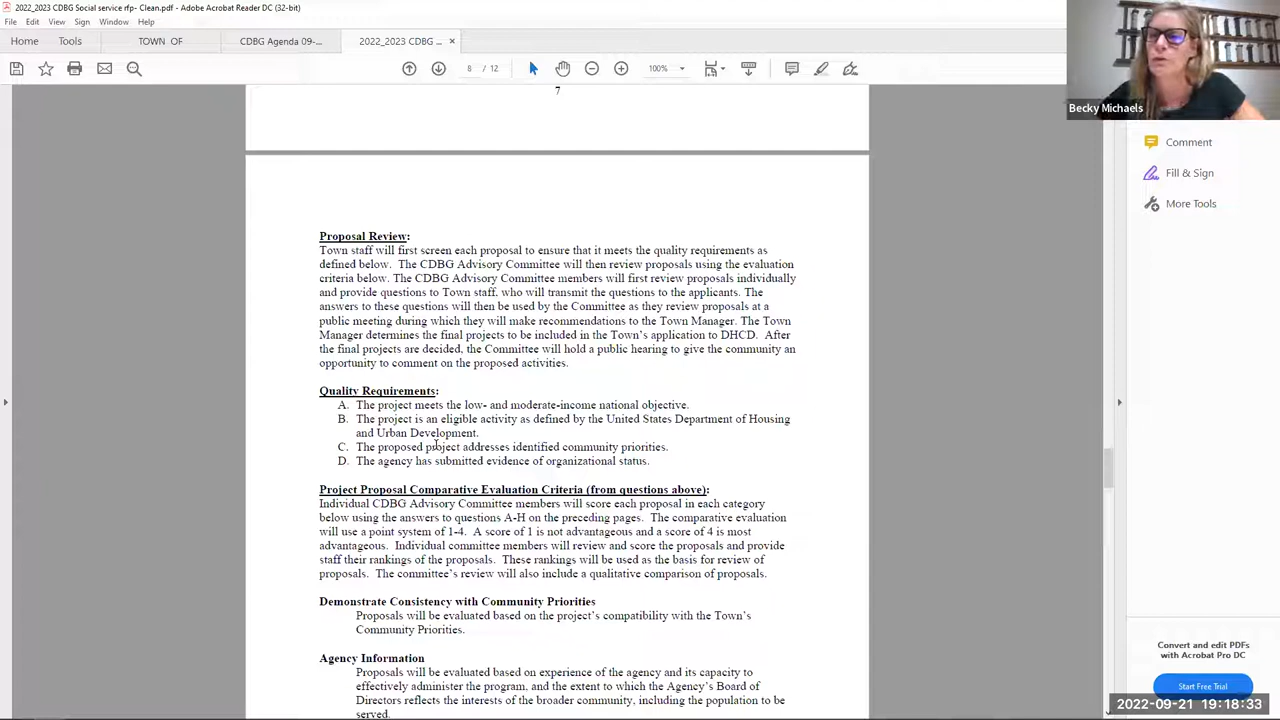 2022_2023 CDBG Social service rfp- Clean.pdf - Adobe Acrobat Reader DC (32-bit)
File Edit View Sign Window Help
Home Tools TOWN OF CDBG Agenda 09-... 2022_2023 CDBG ... ×
8 / 12 100%
Becky Michaels
7
Comment
Fill & Sign
More Tools
Proposal Review:
Town staff will first screen each proposal to ensure that it meets the quality requirements as
defined below. The CDBG Advisory Committee will then review proposals using the evaluation
criteria below. The CDBG Advisory Committee members will first review proposals individually
and provide questions to Town staff, who will transmit the questions to the applicants. The
answers to these questions will then be used by the Committee as they review proposals at a
public meeting during which they will make recommendations to the Town Manager. The Town
Manager determines the final projects to be included in the Town's application to DHCD. After
the final projects are decided, the Committee will hold a public hearing to give the community an
opportunity to comment on the proposed activities.
Quality Requirements:
A. The project meets the low- and moderate-income national objective.
B. The project is an eligible activity as defined by the United States Department of Housing
and Urban Development.
C. The proposed project addresses identified community priorities.
D. The agency has submitted evidence of organizational status.
Project Proposal Comparative Evaluation Criteria (from questions above):
Individual CDBG Advisory Committee members will score each proposal in each category
below using the answers to questions A-H on the preceding pages. The comparative evaluation
will use a point system of 1-4. A score of 1 is not advantageous and a score of 4 is most
advantageous. Individual committee members will review and score the proposals and provide
staff their rankings of the proposals. These rankings will be used as the basis for review of
proposals. The committee's review will also include a qualitative comparison of proposals.
Demonstrate Consistency with Community Priorities
Proposals will be evaluated based on the project's compatibility with the Town's
Community Priorities.
Agency Information
Proposals will be evaluated based on experience of the agency and its capacity to
effectively administer the program, and the extent to which the Agency's Board of
Directors reflects the interests of the broader community, including the population to be
served.
Convert and edit PDFs
with Acrobat Pro DC
Start Free Trial
2022-09-21 19:18:33